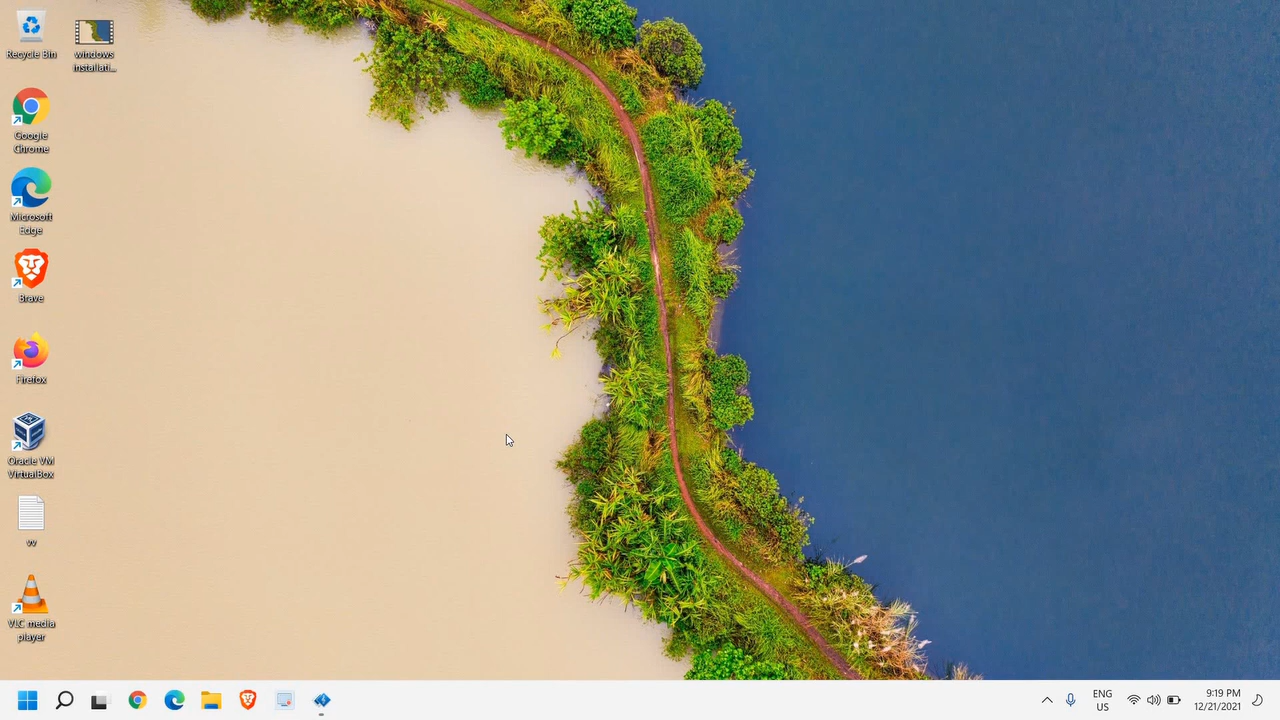 Recycle Bin
windows
installati...
Google
Chrome
Microsoft
Edge
Brave
Firefox
Oracle VM
VirtualBox
vv
VLC media
player
ENG
US
9:19 PM
12/21/2021